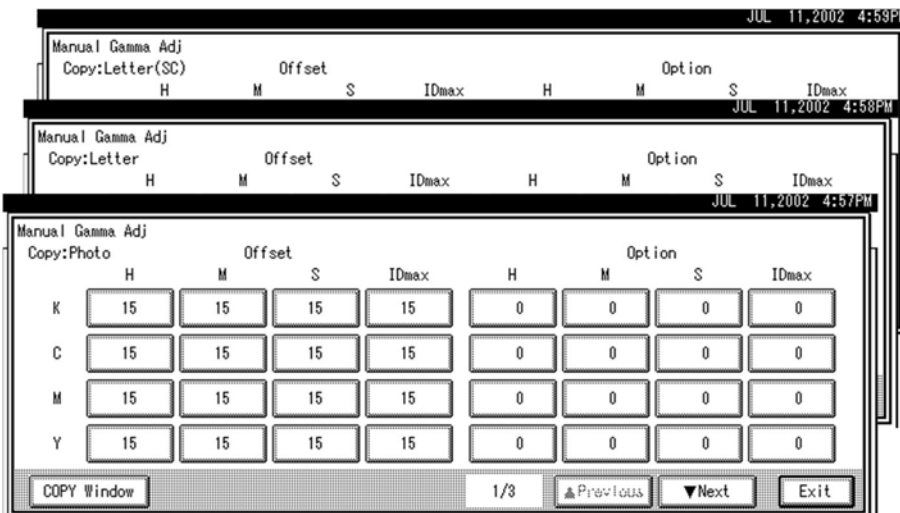 JUL 11,2002 4:59P
Manual Gamma Adj
Copy:Letter(SC) Offset Option
H M S IDmax H M S IDmax
JUL 11,2002 4:58PM
Manual Gamma Adj
Copy:Letter Offset Option
H M S IDmax H M S IDmax
JUL 11,2002 4:57PM
Manual Gamma Adj
Copy:Photo Offset Option
H M S IDmax H M S IDmax
K 15 15 15 15 0 0 0 0
C 15 15 15 15 0 0 0 0
M 15 15 15 15 0 0 0 0
Y 15 15 15 15 0 0 0 0
COPY Window 1/3 ▲Previous ▼Next Exit